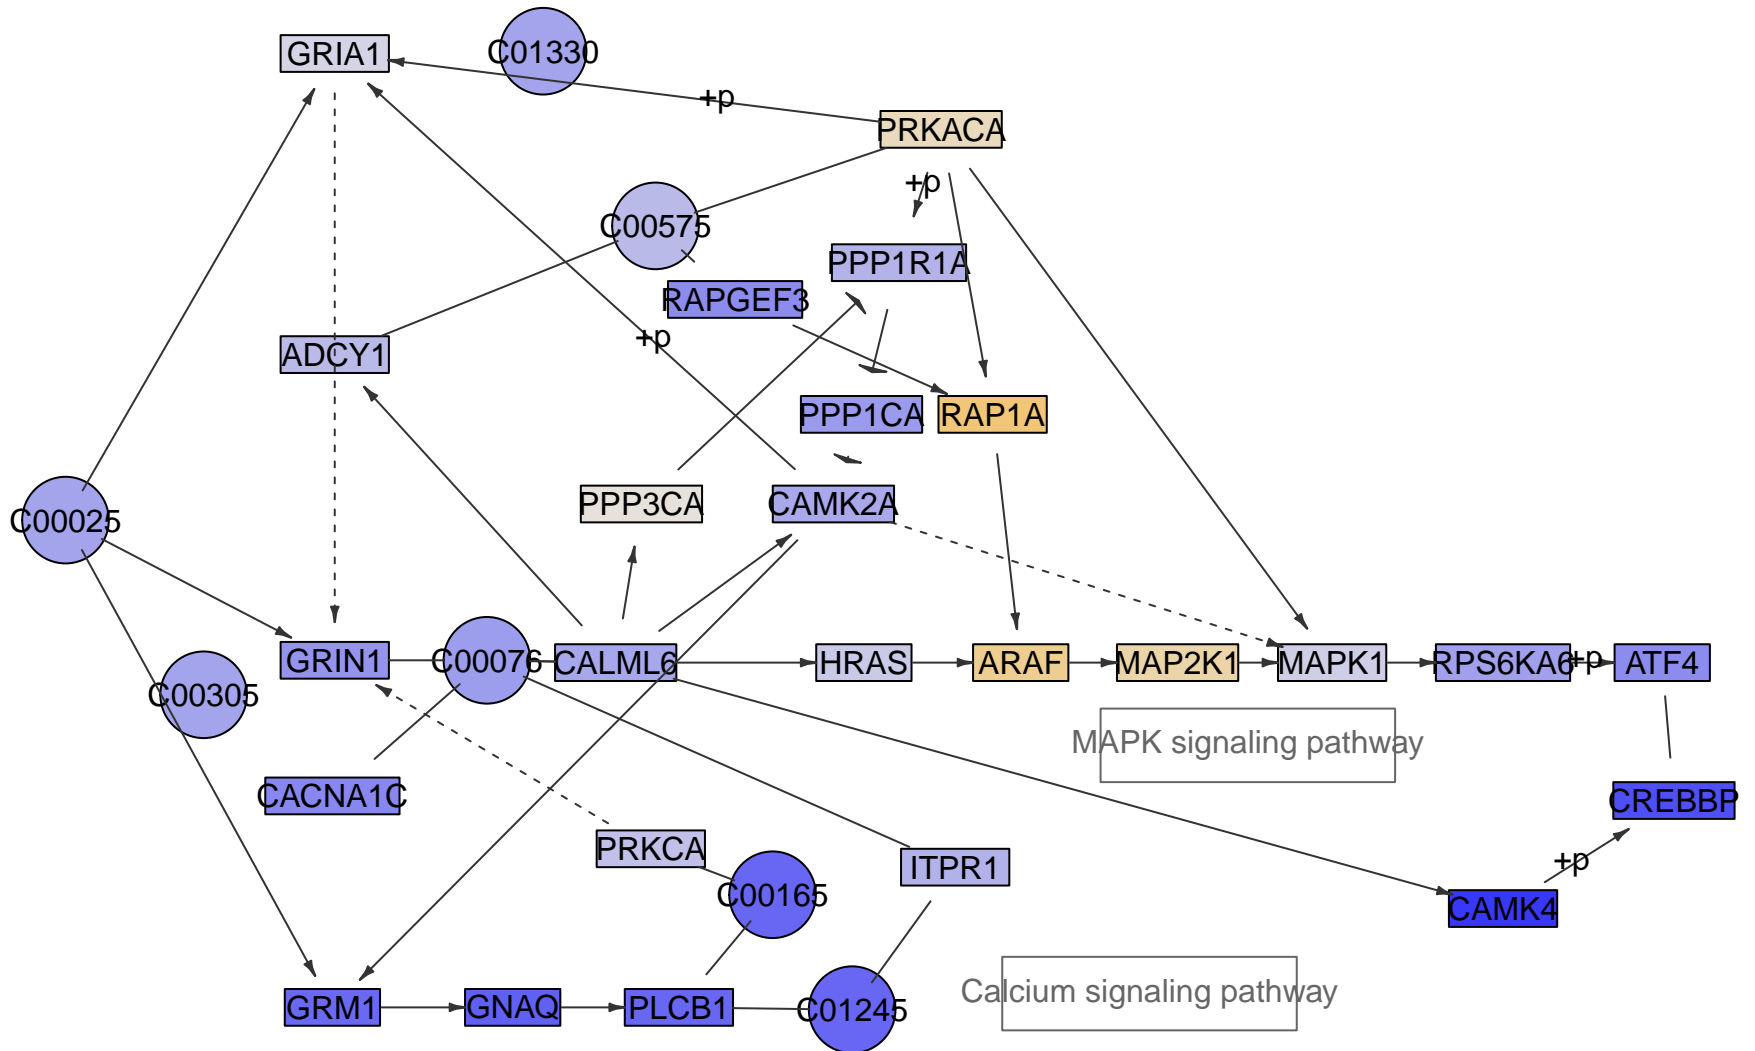 GRIA1
C01330
+p
PRKACA
+p
C00575
PPP1R1A
RAPGEF3
+p
ADCY1
PPP1CA
RAP1A
PPP3CA
CAMK2A
C00025
GRIN1
C00076
CALML6
HRAS
ARAF
MAP2K1
MAPK1
RPS6KA6
+p
ATF4
C00305
MAPK signaling pathway
CACNA1C
CREBBP
PRKCA
ITPR1
+p
C00165
CAMK4
Calcium signaling pathway
GRM1
GNAQ
PLCB1
C01245